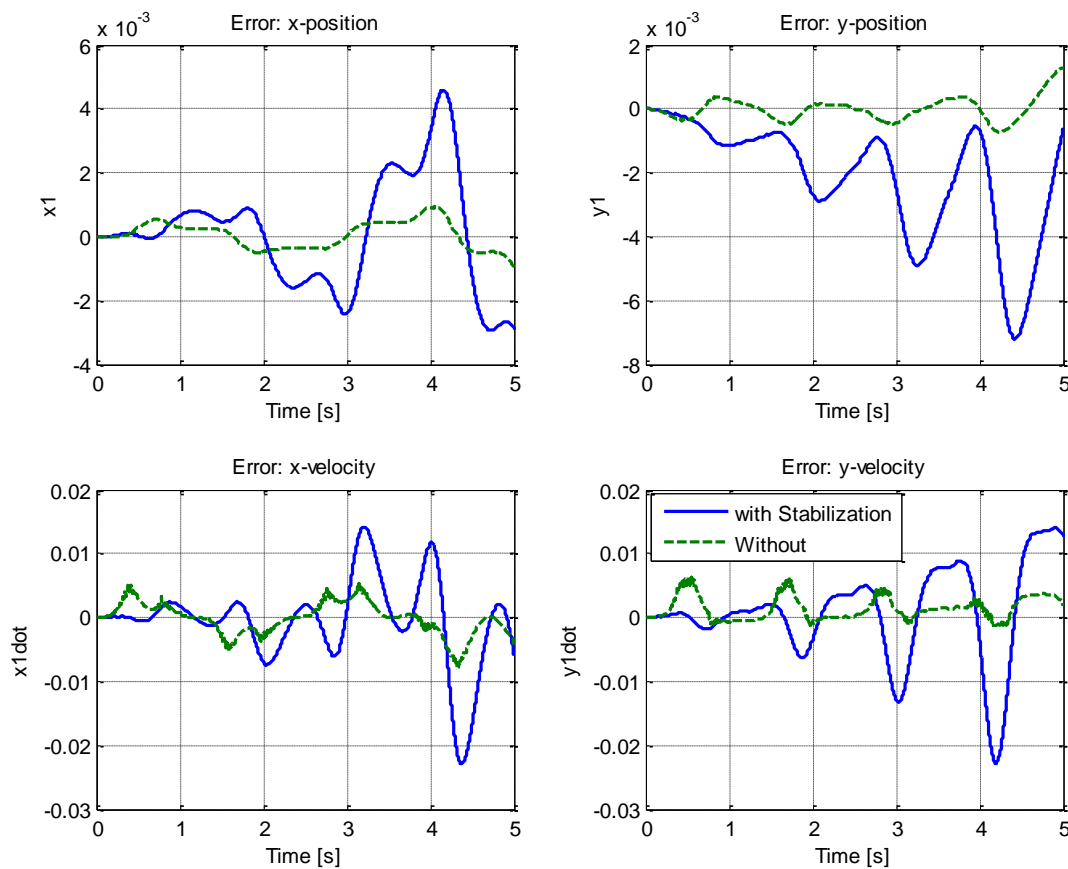 x 10^-3
Error: x-position
6
4
2
0
-2
-4
x1
0 1 2 3 4 5
Time [s]
x 10^-3
Error: y-position
2
0
-2
-4
-6
-8
y1
0 1 2 3 4 5
Time [s]
Error: x-velocity
0.02
0.01
0
-0.01
-0.02
-0.03
x1dot
0 1 2 3 4 5
Time [s]
Error: y-velocity
0.02
0.01
0
-0.01
-0.02
-0.03
y1dot
with Stabilization
Without
0 1 2 3 4 5
Time [s]